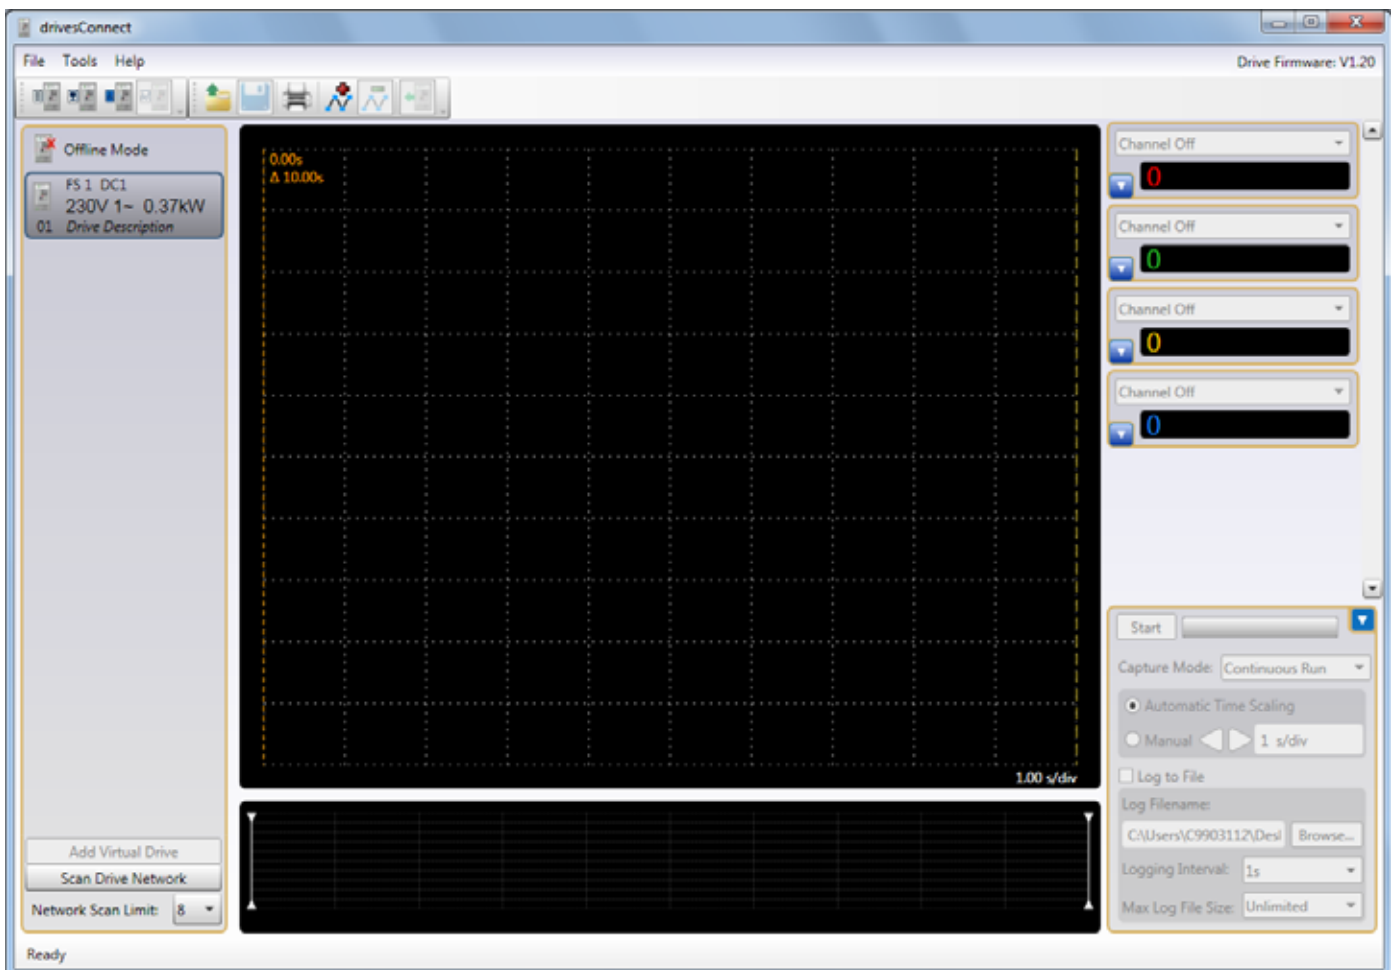 drivesConnect
File Tools Help
Drive Firmware: V1.20
Offline Mode
FS 1 DC1
230V 1~ 0.37kW
01 Drive Description
0.00s
Δ 10.00s
1.00 s/div
Channel Off
0
Channel Off
0
Channel Off
0
Channel Off
0
Start
Capture Mode: Continuous Run
Automatic Time Scaling
Manual 1 s/div
Log to File
Log Filename:
C:\Users\C9903112\Desl Browse...
Logging Interval: 1s
Max Log File Size: Unlimited
Add Virtual Drive
Scan Drive Network
Network Scan Limit: 8
Ready